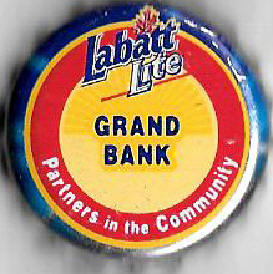 Labatt
Lite
GRAND
BANK
Partners in the Community